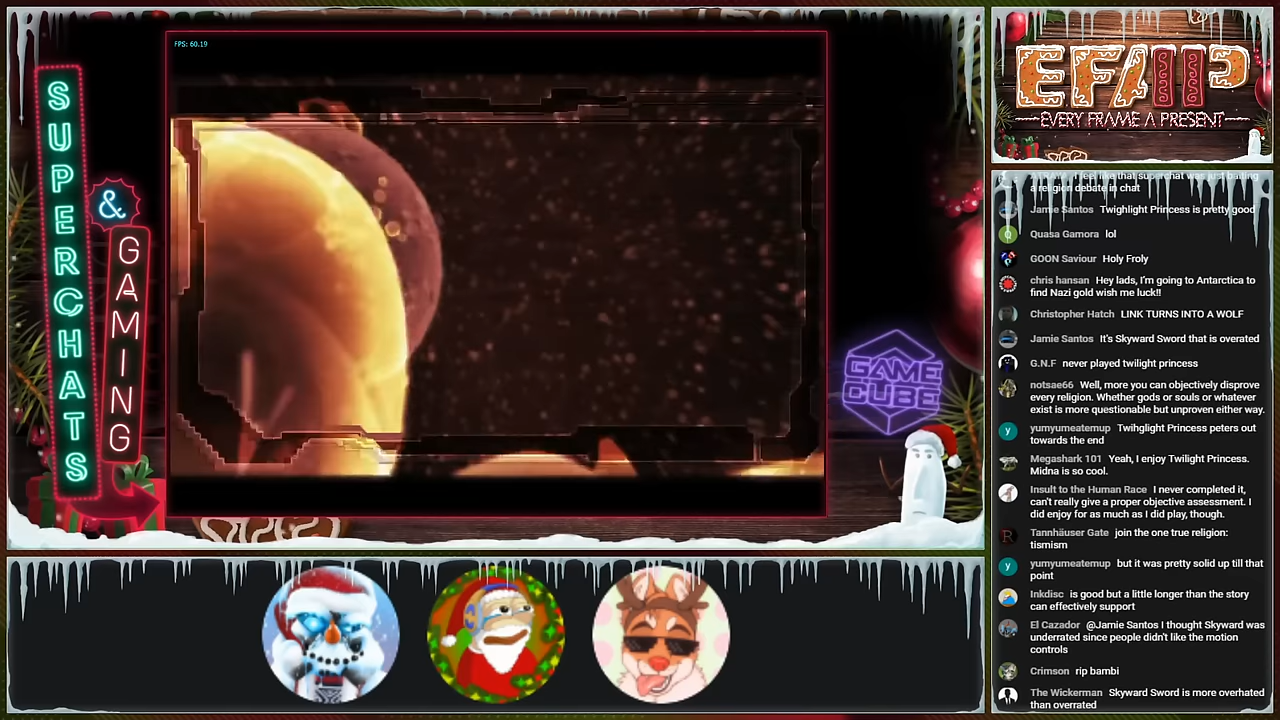 FPS: 60.19
SUPERCHATS
&
GAMING
GAME
CUBE
EFAP
EVERY FRAME A PRESENT
I feel like that superchat was just baiting
a religion debate in chat
Jamie Santos Twighlight Princess is pretty good
Quasa Gamora lol
GOON Saviour Holy Froly
chris hansan Hey lads, I'm going to Antarctica to
find Nazi gold wish me luck!!
Christopher Hatch LINK TURNS INTO A WOLF
Jamie Santos It's Skyward Sword that is overated
G.N.F never played twilight princess
notsae66 Well, more you can objectively disprove
every religion. Whether gods or souls or whatever
exist is more questionable but unproven either way.
yumyumeatemup Twihglight Princess peters out
towards the end
Megashark 101 Yeah, I enjoy Twilight Princess.
Midna is so cool.
Insult to the Human Race I never completed it,
can't really give a proper objective assessment. I
did enjoy for as much as I did play, though.
Tannhäuser Gate join the one true religion:
tismism
yumyumeatemup but it was pretty solid up till that
point
Inkdisc is good but a little longer than the story
can effectively support
El Cazador @Jamie Santos I thought Skyward was
underrated since people didn't like the motion
controls
Crimson rip bambi
The Wickerman Skyward Sword is more overhated
than overrated